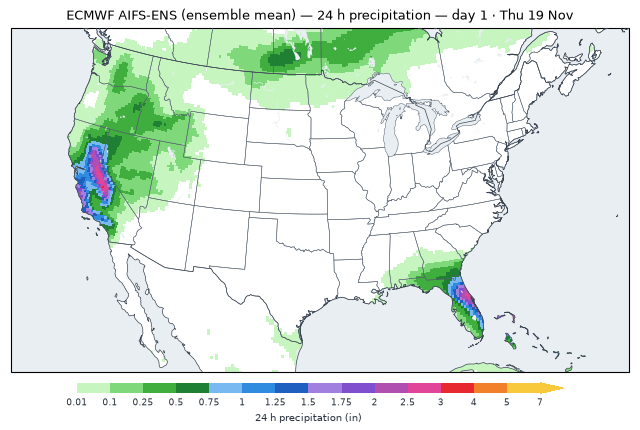 ECMWF AIFS-ENS (ensemble mean) — 24 h precipitation — day 1 · Thu 19 Nov
0.01 0.1 0.25 0.5 0.75 1 1.25 1.5 1.75 2 2.5 3 4 5 7
24 h precipitation (in)